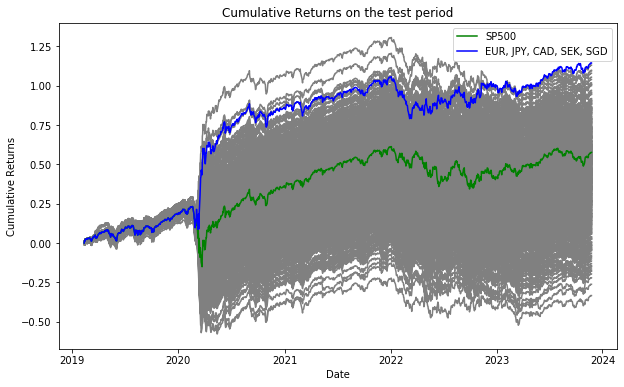 Cumulative Returns on the test period
SP500
EUR, JPY, CAD, SEK, SGD
Cumulative Returns
1.25
1.00
0.75
0.50
0.25
0.00
−0.25
−0.50
2019
2020
2021
2022
2023
2024
Date